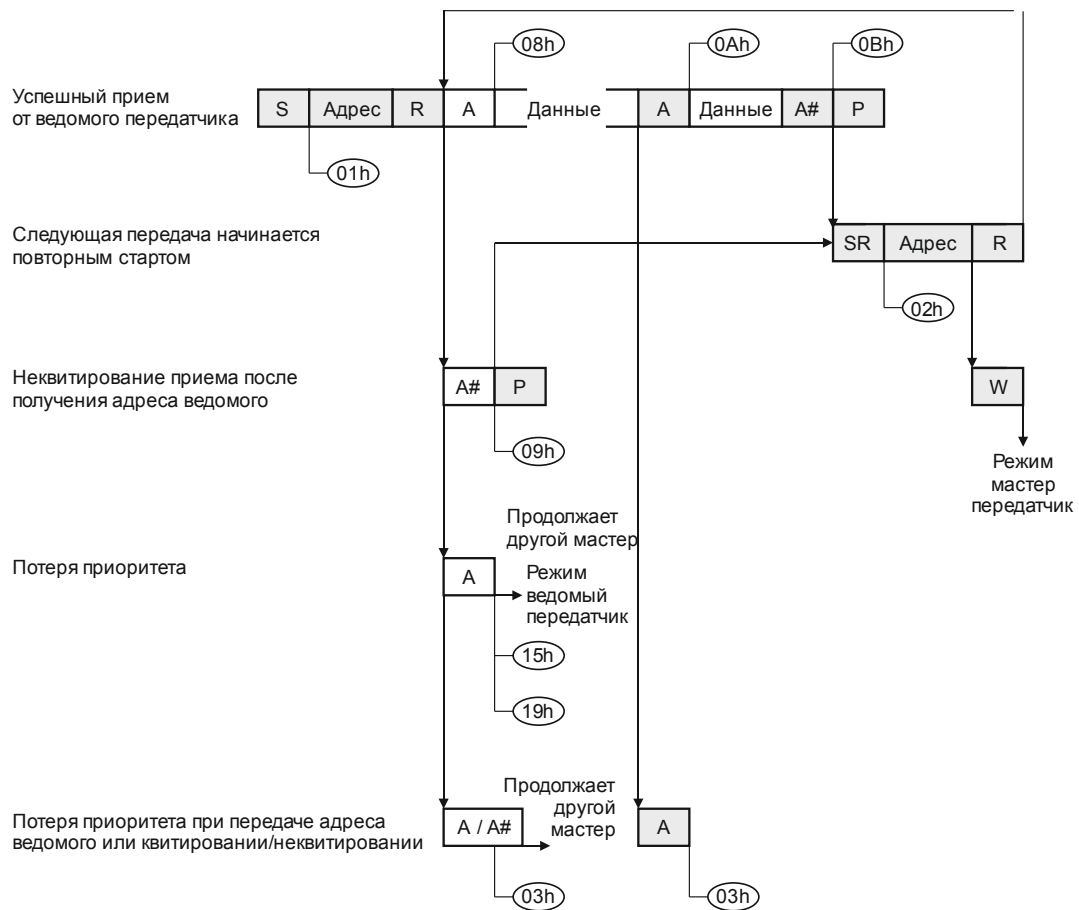 08h
0Ah
0Bh
Успешный прием
от ведомого передатчика
S Адрес R A Данные A Данные A# P
01h
Следующая передача начинается
повторным стартом
SR Адрес R
02h
Неквитирование приема после
получения адреса ведомого
A# P
W
09h
Режим
мастер
передатчик
Продолжает
другой мастер
Потеря приоритета
A
Режим
ведомый
передатчик
15h
19h
Продолжает
другой
мастер
Потеря приоритета при передаче адреса
ведомого или квитировании/неквитировании
A / A#
A
03h
03h